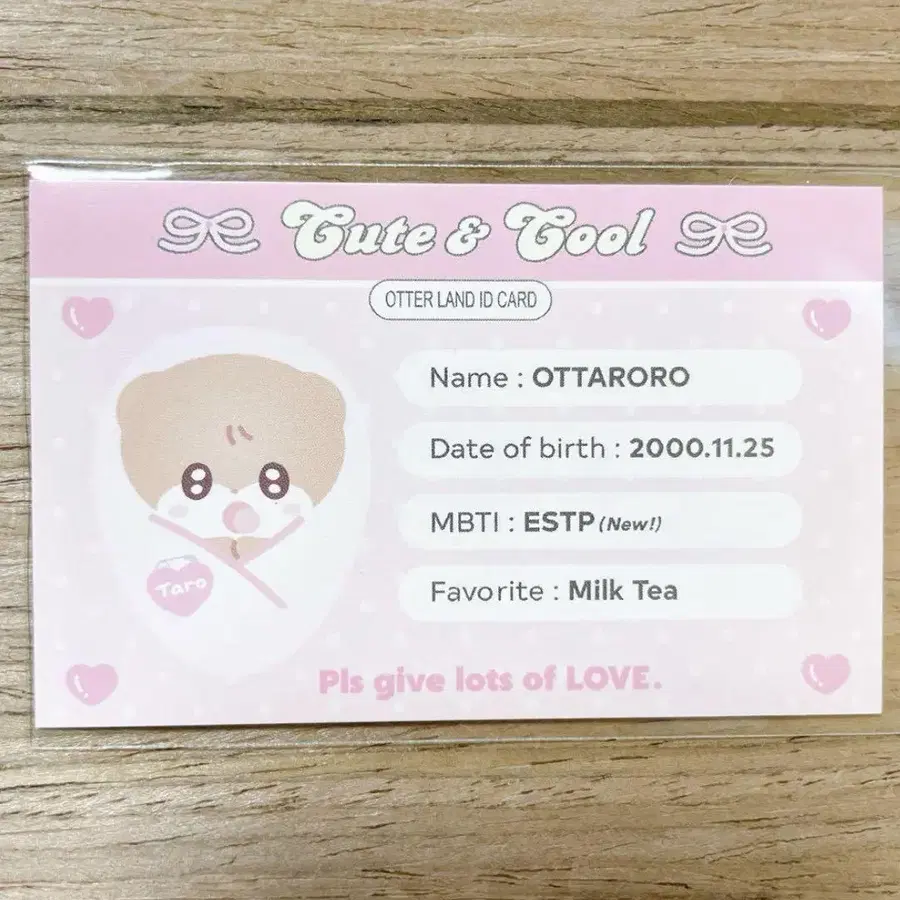 Cute & Cool
OTTER LAND ID CARD
Name : OTTARORO
Date of birth : 2000.11.25
MBTI : ESTP (New!)
Favorite : Milk Tea
Taro
Pls give lots of LOVE.